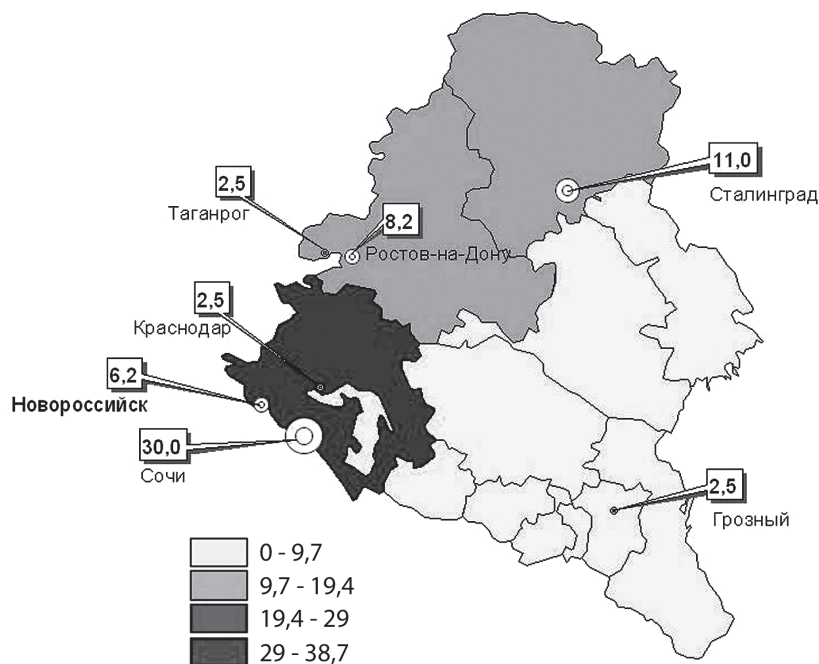 11,0
Сталинград
2,5
Таганрог
8,2
Ростов-на-Дону
2,5
Краснодар
6,2
Новороссийск
30,0
Сочи
2,5
Грозный
0 - 9,7
9,7 - 19,4
19,4 - 29
29 - 38,7